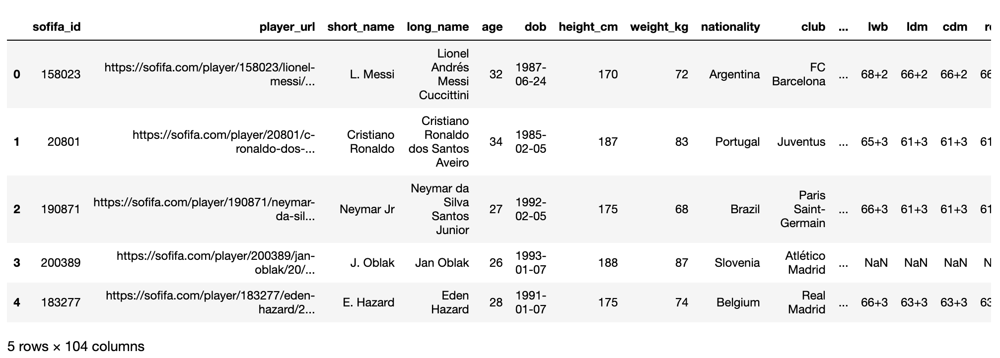 sofifa_id player_url short_name long_name age dob height_cm weight_kg nationality club ... lwb ldm cdm
0 158023 https://sofifa.com/player/158023/lionel-messi/... L. Messi Lionel Andrés Messi Cuccittini 32 1987-06-24 170 72 Argentina FC Barcelona ... 68+2 66+2 66+2 66
1 20801 https://sofifa.com/player/20801/c-ronaldo-dos-... Cristiano Ronaldo Cristiano Ronaldo dos Santos Aveiro 34 1985-02-05 187 83 Portugal Juventus ... 65+3 61+3 61+3 61
2 190871 https://sofifa.com/player/190871/neymar-da-sil... Neymar Jr Neymar da Silva Santos Junior 27 1992-02-05 175 68 Brazil Paris Saint-Germain ... 66+3 61+3 61+3 61
3 200389 https://sofifa.com/player/200389/jan-oblak/20/... J. Oblak Jan Oblak 26 1993-01-07 188 87 Slovenia Atlético Madrid ... NaN NaN NaN N
4 183277 https://sofifa.com/player/183277/eden-hazard/2... E. Hazard Eden Hazard 28 1991-01-07 175 74 Belgium Real Madrid ... 66+3 63+3 63+3 63
5 rows × 104 columns